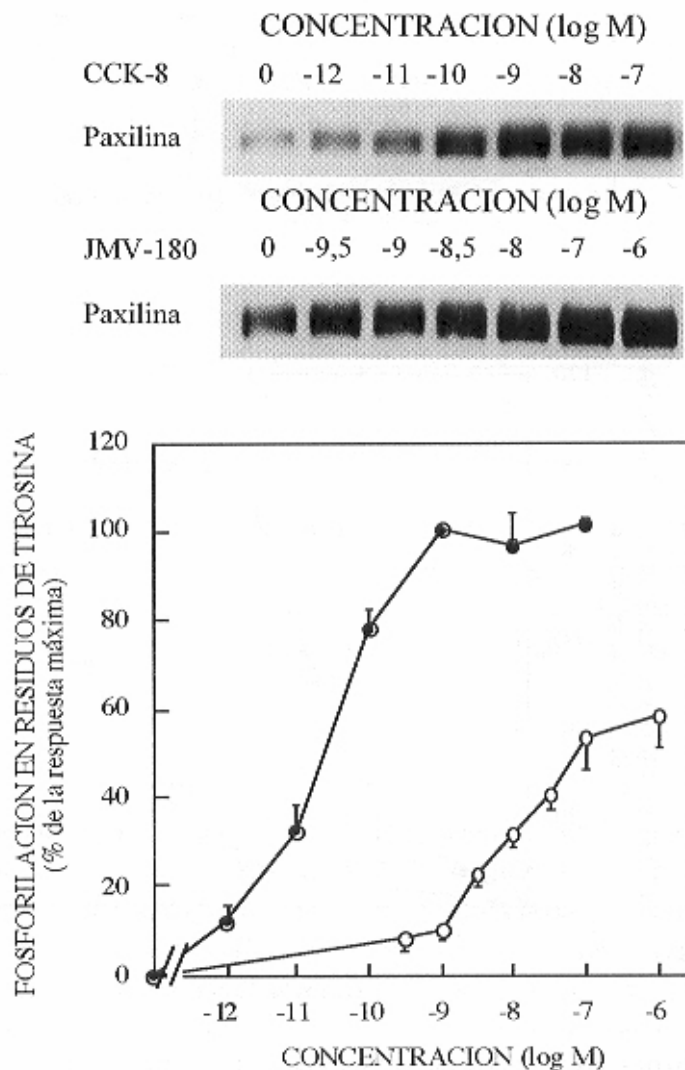 CONCENTRACION (log M)
CCK-8 0 -12 -11 -10 -9 -8 -7
Paxilina
CONCENTRACION (log M)
JMV-180 0 -9,5 -9 -8,5 -8 -7 -6
Paxilina
FOSFORILACION EN RESIDUOS DE TIROSINA
(% de la respuesta máxima)
120
100
80
60
40
20
0
-12 -11 -10 -9 -8 -7 -6
CONCENTRACION (log M)